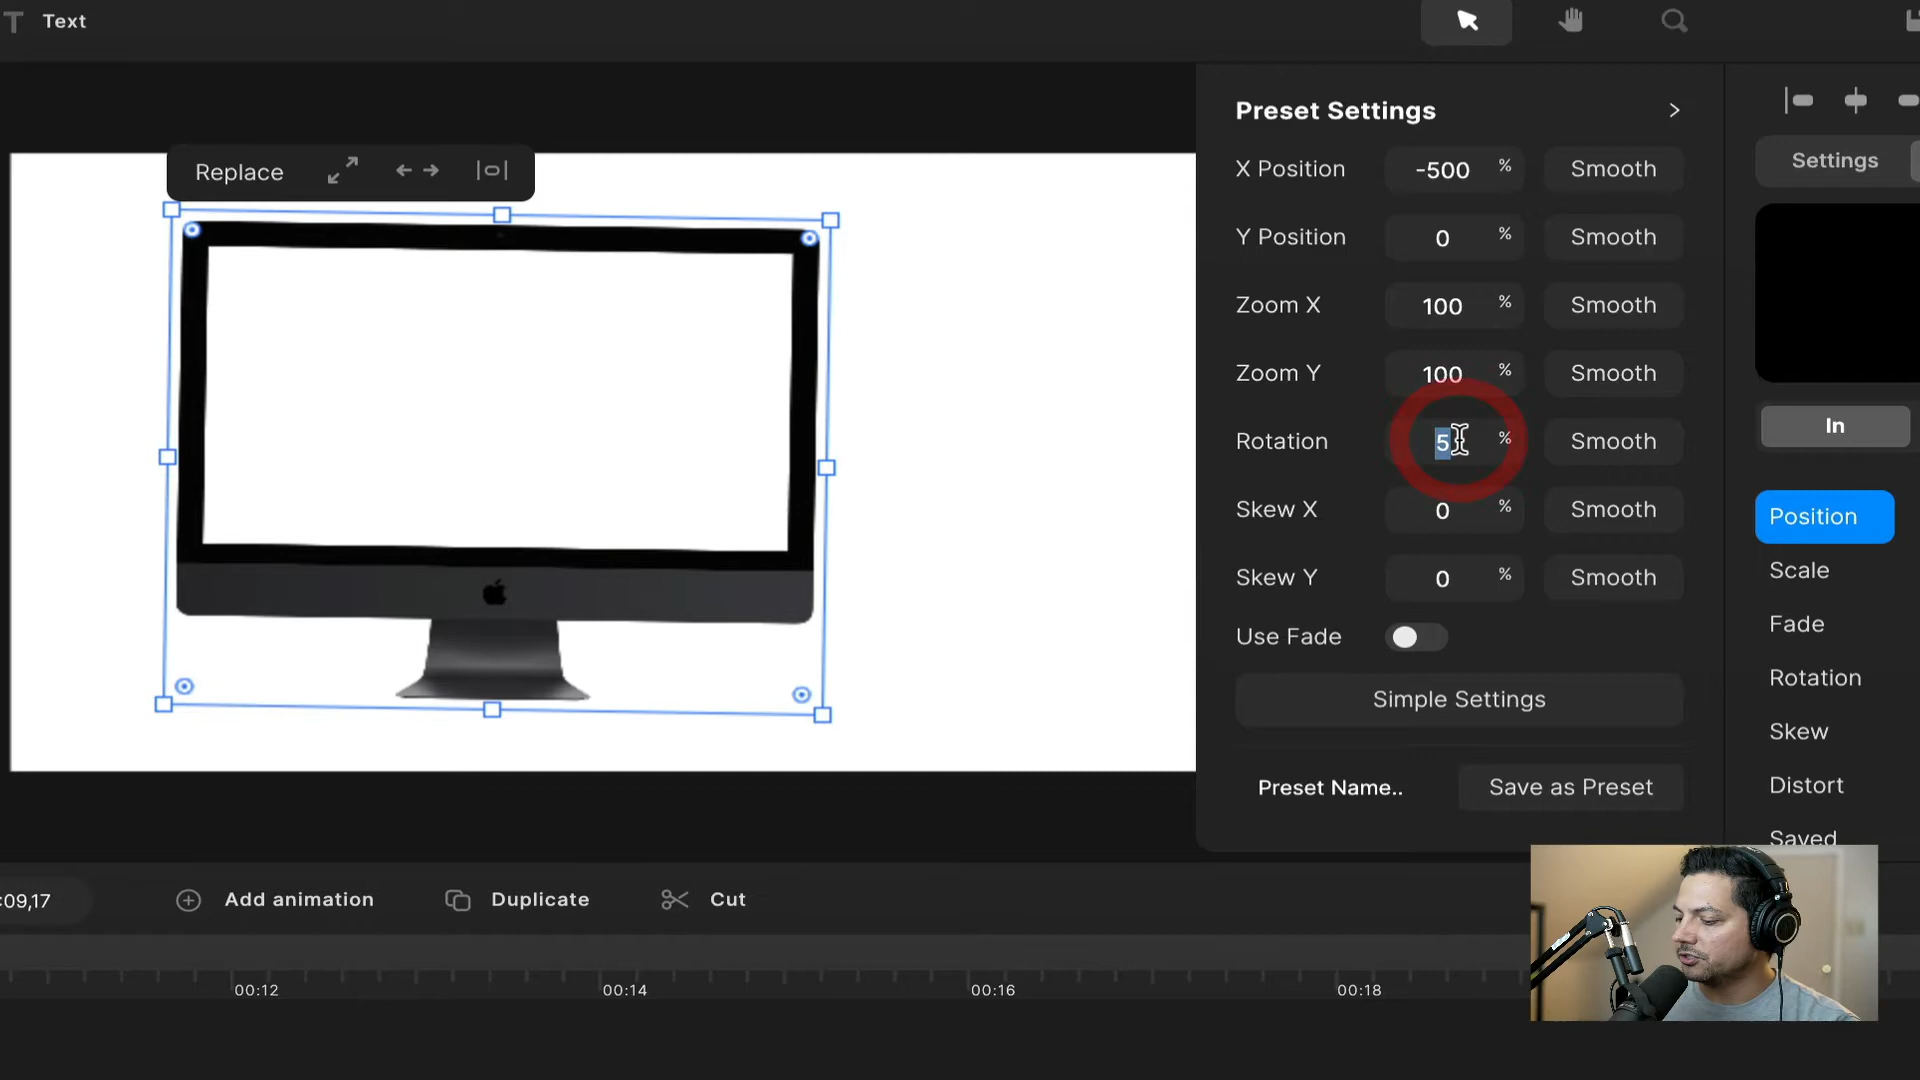 Text
Preset Settings
Replace
X Position -500 % Smooth
Y Position 0 % Smooth
Zoom X 100 % Smooth
Zoom Y 100 % Smooth
Rotation 5 % Smooth
Skew X 0 % Smooth
Skew Y 0 % Smooth
Use Fade
Simple Settings
Preset Name.. Save as Preset
Settings
In
Position
Scale
Fade
Rotation
Skew
Distort
Saved
:09,17 Add animation Duplicate Cut
00:12 00:14 00:16 00:18